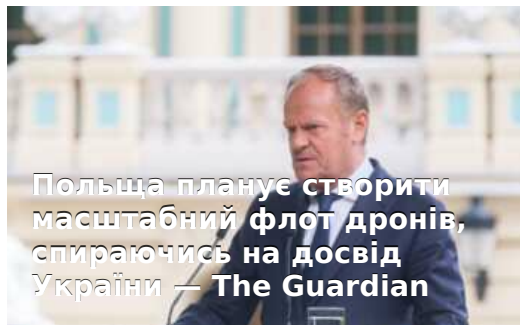 Польща планує створити
масштабний флот дронів,
спираючись на досвід
України — The Guardian